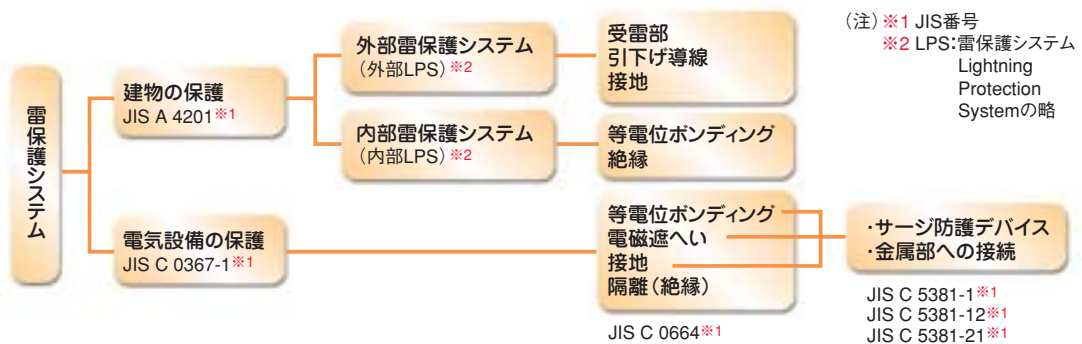 雷保護システム
建物の保護
JIS A 4201※1
外部雷保護システム
（外部LPS）※2
受雷部
引下げ導線
接地
内部雷保護システム
（内部LPS）※2
等電位ボンディング
絶縁
電気設備の保護
JIS C 0367-1※1
等電位ボンディング
電磁遮へい
接地
隔離（絶縁）
JIS C 0664※1
・サージ防護デバイス
・金属部への接続
JIS C 5381-1※1
JIS C 5381-12※1
JIS C 5381-21※1
（注）※1 JIS番号
※2 LPS：雷保護システム
Lightning
Protection
Systemの略